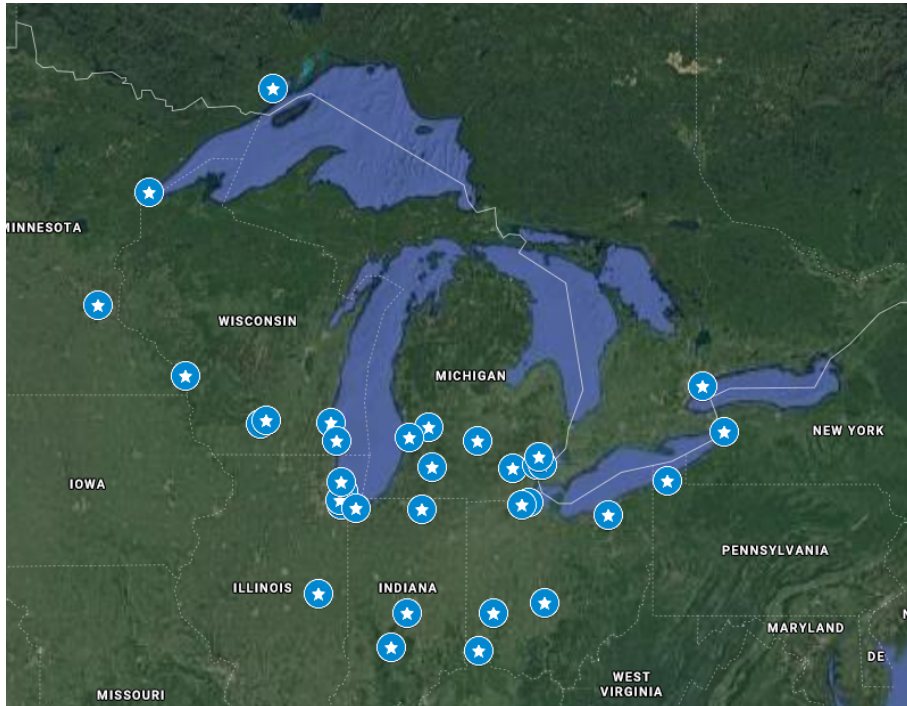 MINNESOTA
WISCONSIN
MICHIGAN
NEW YORK
IOWA
PENNSYLVANIA
ILLINOIS
INDIANA
MARYLAND
DE
WEST
VIRGINIA
MISSOURI